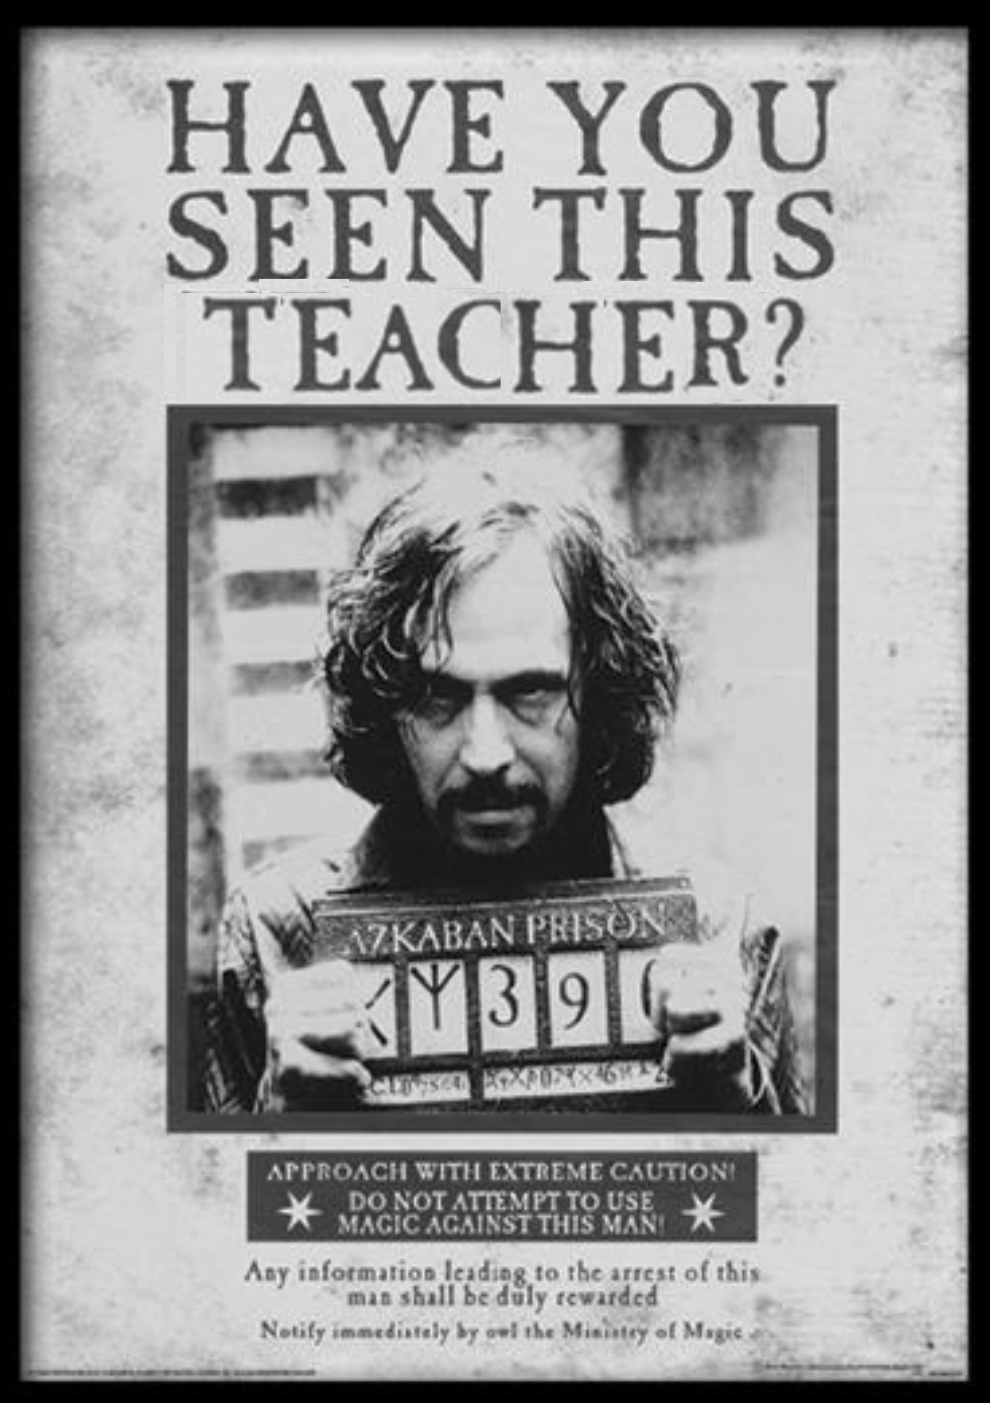 HAVE YOU
SEEN THIS
TEACHER?
AZKABAN PRISON
390
APPROACH WITH EXTREME CAUTION!
DO NOT ATTEMPT TO USE
MAGIC AGAINST THIS MAN!
Any information leading to the arrest of this
man shall be duly rewarded
Notify immediately by owl the Ministry of Magic